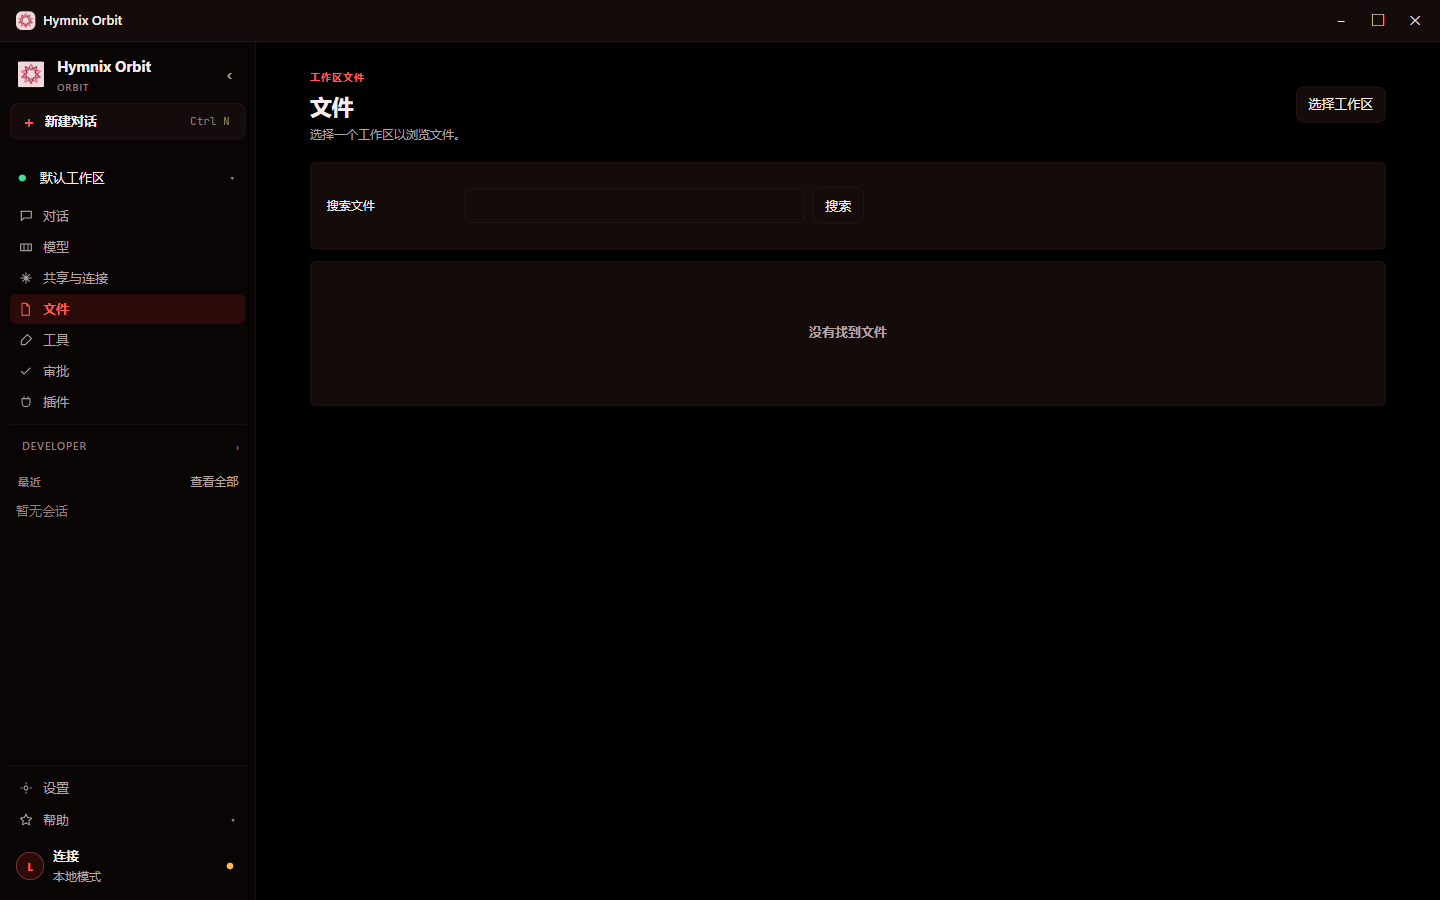 Hymnix Orbit
Hymnix Orbit
ORBIT
新建对话 Ctrl N
默认工作区
对话
模型
共享与连接
文件
工具
审批
插件
DEVELOPER
最近 查看全部
暂无会话
设置
帮助
L
连接
本地模式
工作区文件
文件
选择一个工作区以浏览文件。
选择工作区
搜索文件 搜索
没有找到文件